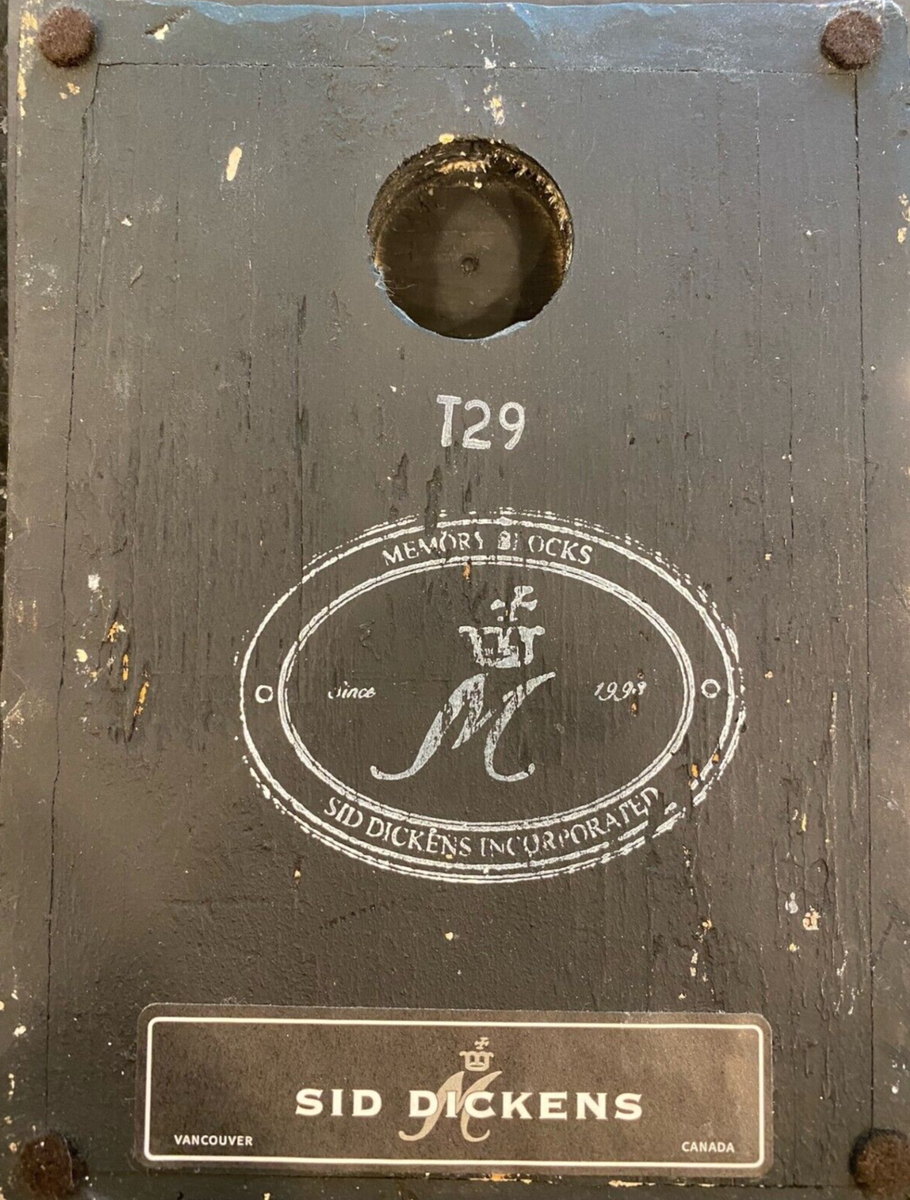 T29
MEMORY BLOCKS
Since
M
SID DICKENS INCORPORATED
M
SID DICKENS
VANCOUVER
CANADA